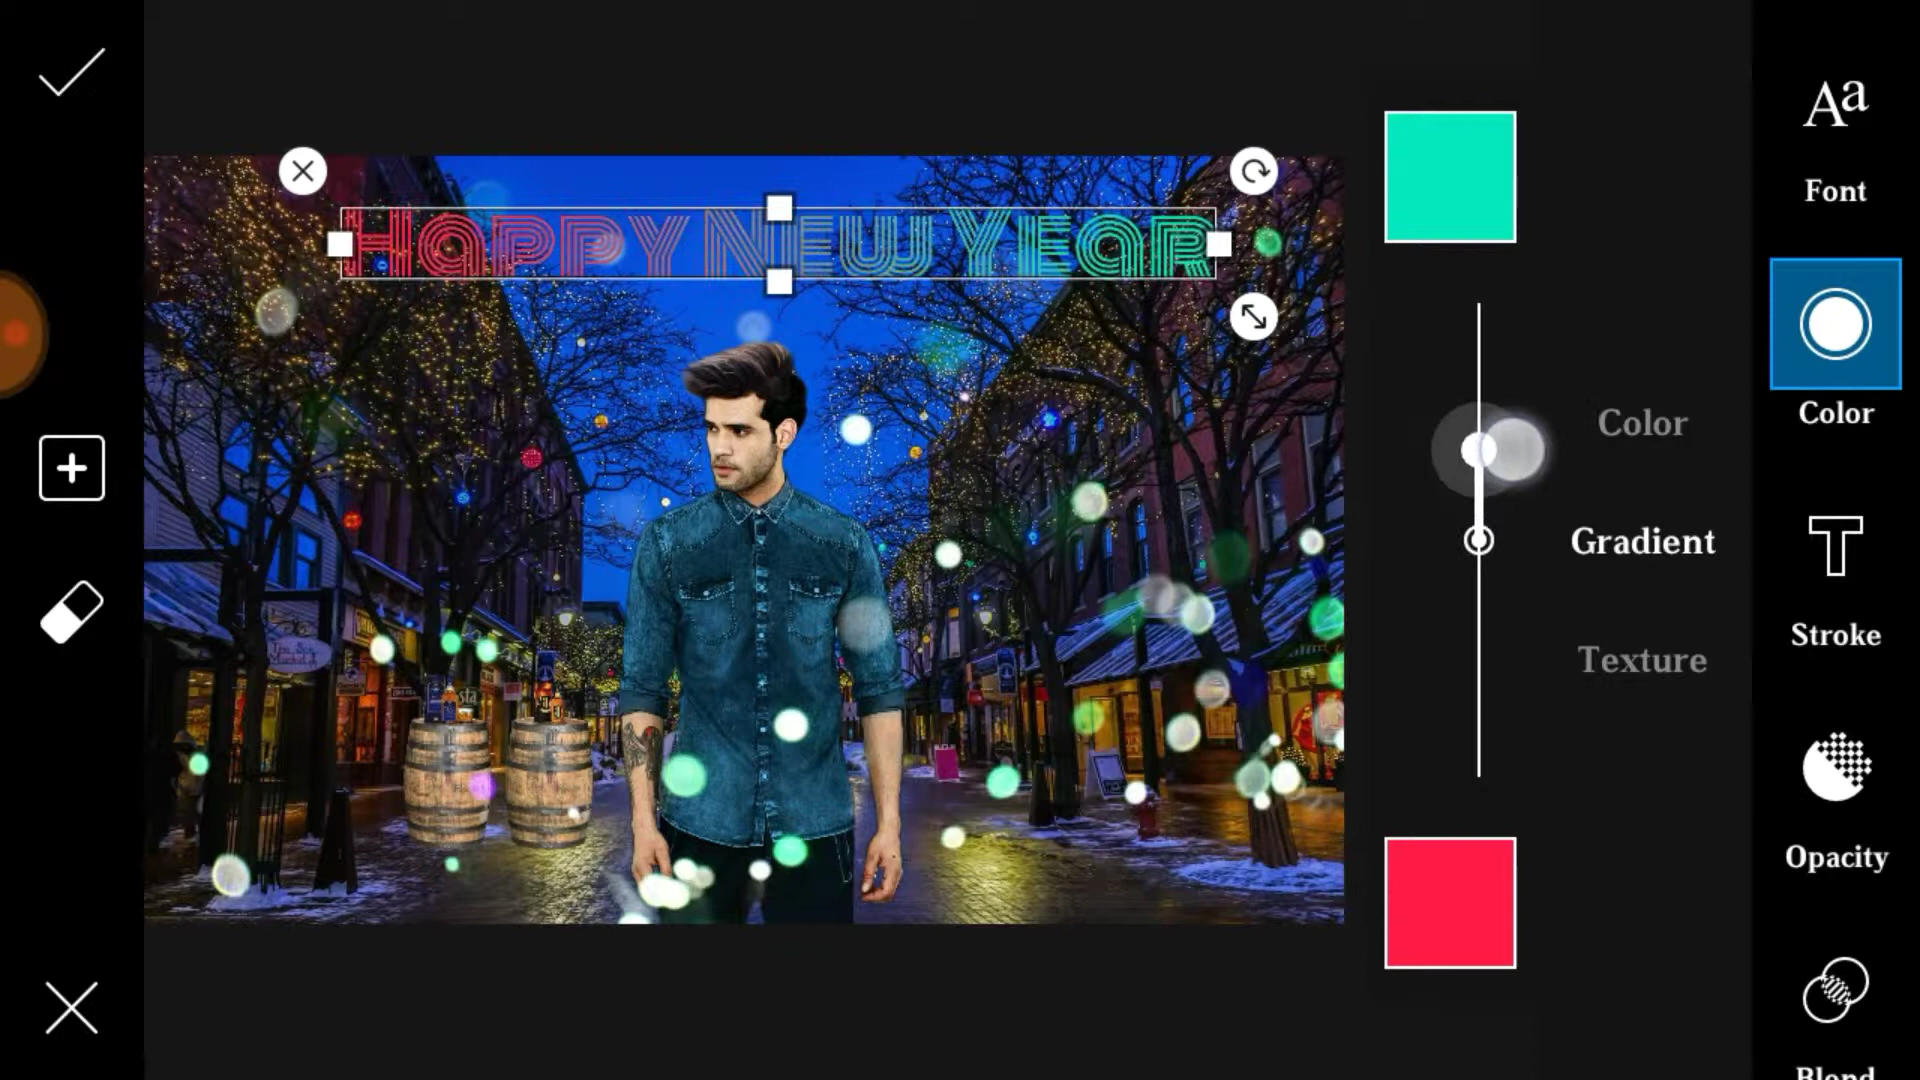 Happy New Year
Aa
Font
Color
Color
Gradient
Texture
T
Stroke
Opacity
Blend